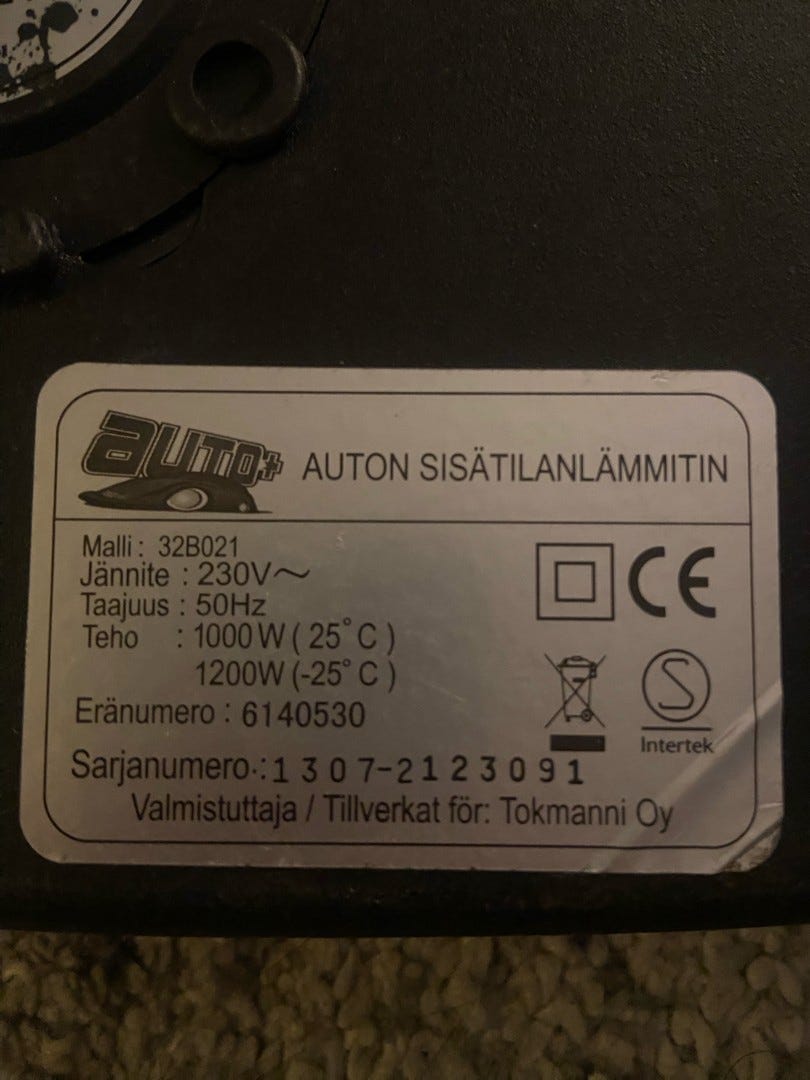 AUTO+ AUTON SISÄTILANLÄMMITIN
Malli : 32B021
Jännite : 230V~
Taajuus : 50Hz
Teho : 1000W ( 25°C )
1200W (-25°C )
Eränumero : 6140530
CE
S
Intertek
Sarjanumero.:1307-2123091
Valmistuttaja / Tillverkat för: Tokmanni Oy